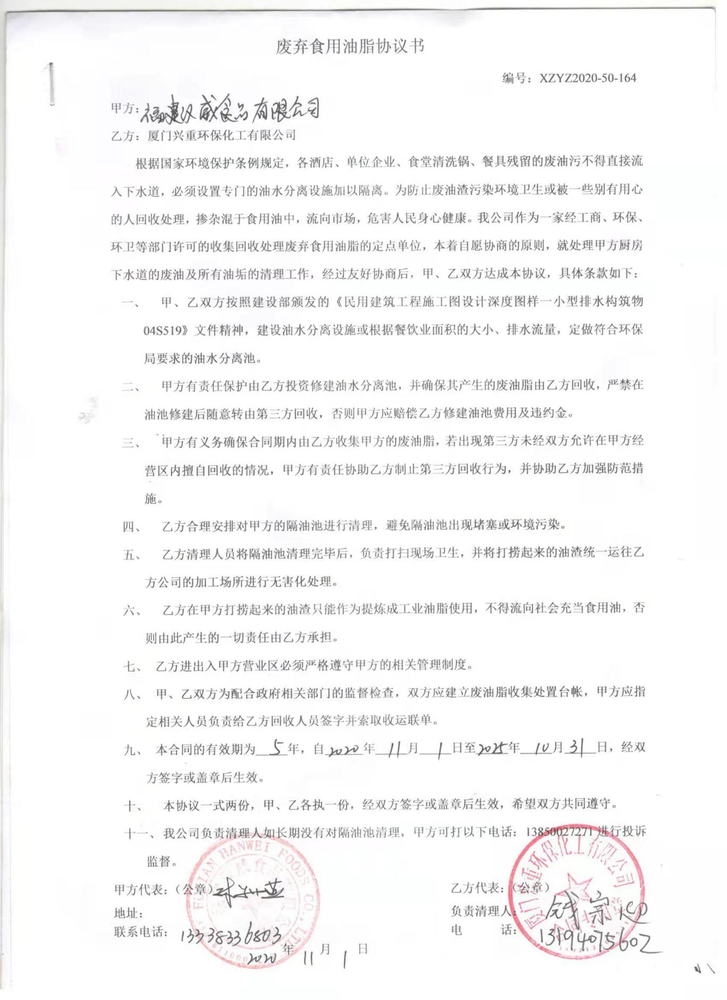 废弃食用油脂协议书
编号：XZYZ2020-50-164
甲方：福建汉威食品有限公司
乙方：厦门兴重环保化工有限公司
根据国家环境保护条例规定，各酒店、单位企业、食堂清洗锅、餐具残留的废油污不得直接流
入下水道，必须设置专门的油水分离设施加以隔离。为防止废油渣污染环境卫生或被一些别有用心
的人回收处理，掺杂混于食用油中，流向市场，危害人民身心健康。我公司作为一家经工商、环保、
环卫等部门许可的收集回收处理废弃食用油脂的定点单位，本着自愿协商的原则，就处理甲方厨房
下水道的废油及所有油垢的清理工作，经过友好协商后，甲、乙双方达成本协议，具体条款如下：
一、 甲、乙双方按照建设部颁发的《民用建筑工程施工图设计深度图样一小型排水构筑物
04S519》文件精神，建设油水分离设施或根据餐饮业面积的大小、排水流量，定做符合环保
局要求的油水分离池。
二、 甲方有责任保护由乙方投资修建油水分离池，并确保其产生的废油脂由乙方回收，严禁在
油池修建后随意转由第三方回收，否则甲方应赔偿乙方修建油池费用及违约金。
三、 甲方有义务确保合同期内由乙方收集甲方的废油脂，若出现第三方未经双方允许在甲方经
营区内擅自回收的情况，甲方有责任协助乙方制止第三方回收行为，并协助乙方加强防范措
施。
四、 乙方合理安排对甲方的隔油池进行清理，避免隔油池出现堵塞或环境污染。
五、 乙方清理人员将隔油池清理完毕后，负责打扫现场卫生，并将打捞起来的油渣统一运往乙
方公司的加工场所进行无害化处理。
六、 乙方在甲方打捞起来的油渣只能作为提炼成工业油脂使用，不得流向社会充当食用油，否
则由此产生的一切责任由乙方承担。
七、 乙方进出入甲方营业区必须严格遵守甲方的相关管理制度。
八、 甲、乙双方为配合政府相关部门的监督检查，双方应建立废油脂收集处置台帐，甲方应指
定相关人员负责给乙方回收人员签字并索取收运联单。
九、 本合同的有效期为 5 年，自2020年 11 月 1 日至2025年 10 月 31 日，经双
方签字或盖章后生效。
十、 本协议一式两份，甲、乙各执一份，经双方签字或盖章后生效，希望双方共同遵守。
十一、我公司负责清理人如长期没有对隔油池清理，甲方可打以下电话：13850027271 进行投诉
监督。
FUJIAN HANWEI FOODS CO., LTD.
厦门兴重环保化工有限公司
甲方代表：（公章）
乙方代表：（公章）
地址：
负责清理人：钱宗
联系电话：13338336803
电 话：13194075602
2020 年 11 月 1 日